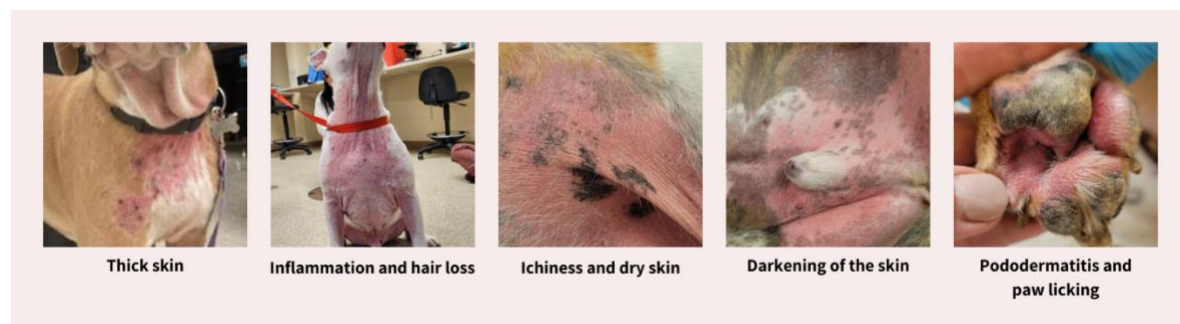 Thick skin
Inflammation and hair loss
Ichiness and dry skin
Darkening of the skin
Pododermatitis and
paw licking